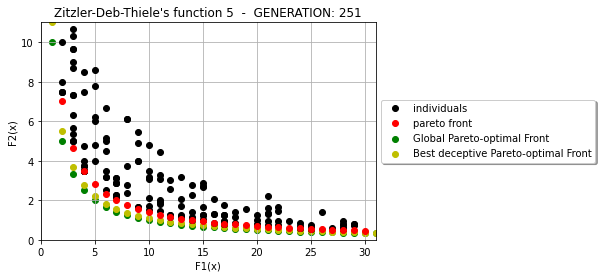 Zitzler-Deb-Thiele's function 5 - GENERATION: 251
F2(x)
10
8
6
4
2
0
0 5 10 15 20 25 30
F1(x)
individuals
pareto front
Global Pareto-optimal Front
Best deceptive Pareto-optimal Front